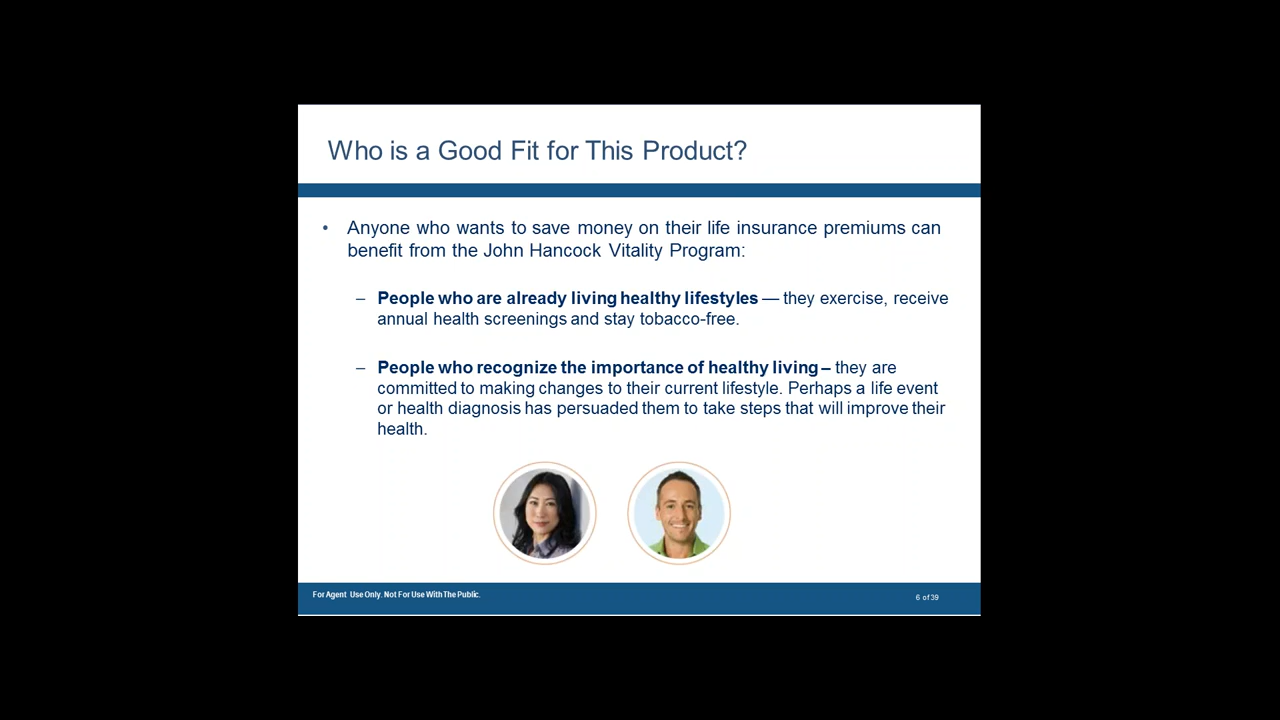 Who is a Good Fit for This Product?
• Anyone who wants to save money on their life insurance premiums can
benefit from the John Hancock Vitality Program:
– People who are already living healthy lifestyles — they exercise, receive
annual health screenings and stay tobacco-free.
– People who recognize the importance of healthy living – they are
committed to making changes to their current lifestyle. Perhaps a life event
or health diagnosis has persuaded them to take steps that will improve their
health.
For Agent Use Only. Not For Use With The Public.
6 of 39